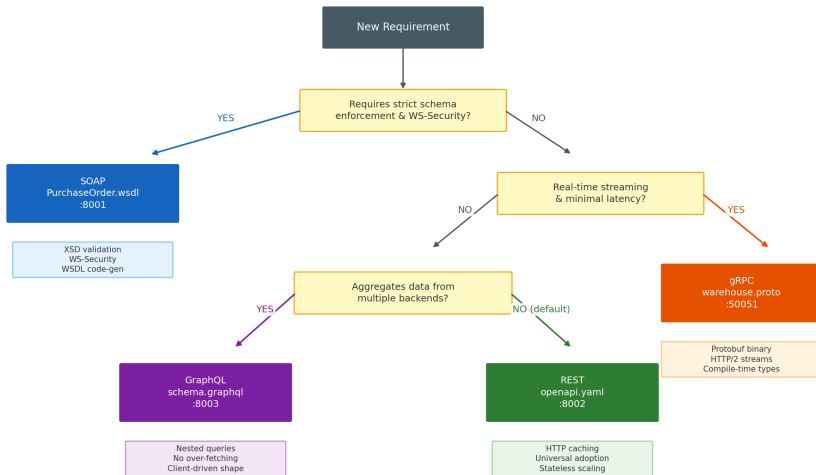 New Requirement
Requires strict schema
enforcement & WS-Security?
YES
NO
SOAP
PurchaseOrder.wsdl
:8001
Real-time streaming
& minimal latency?
NO
YES
XSD validation
WS-Security
WSDL code-gen
Aggregates data from
multiple backends?
gRPC
warehouse.proto
:50051
YES
NO (default)
Protobuf binary
HTTP/2 streams
Compile-time types
GraphQL
schema.graphql
:8003
REST
openapi.yaml
:8002
Nested queries
No over-fetching
Client-driven shape
HTTP caching
Universal adoption
Stateless scaling